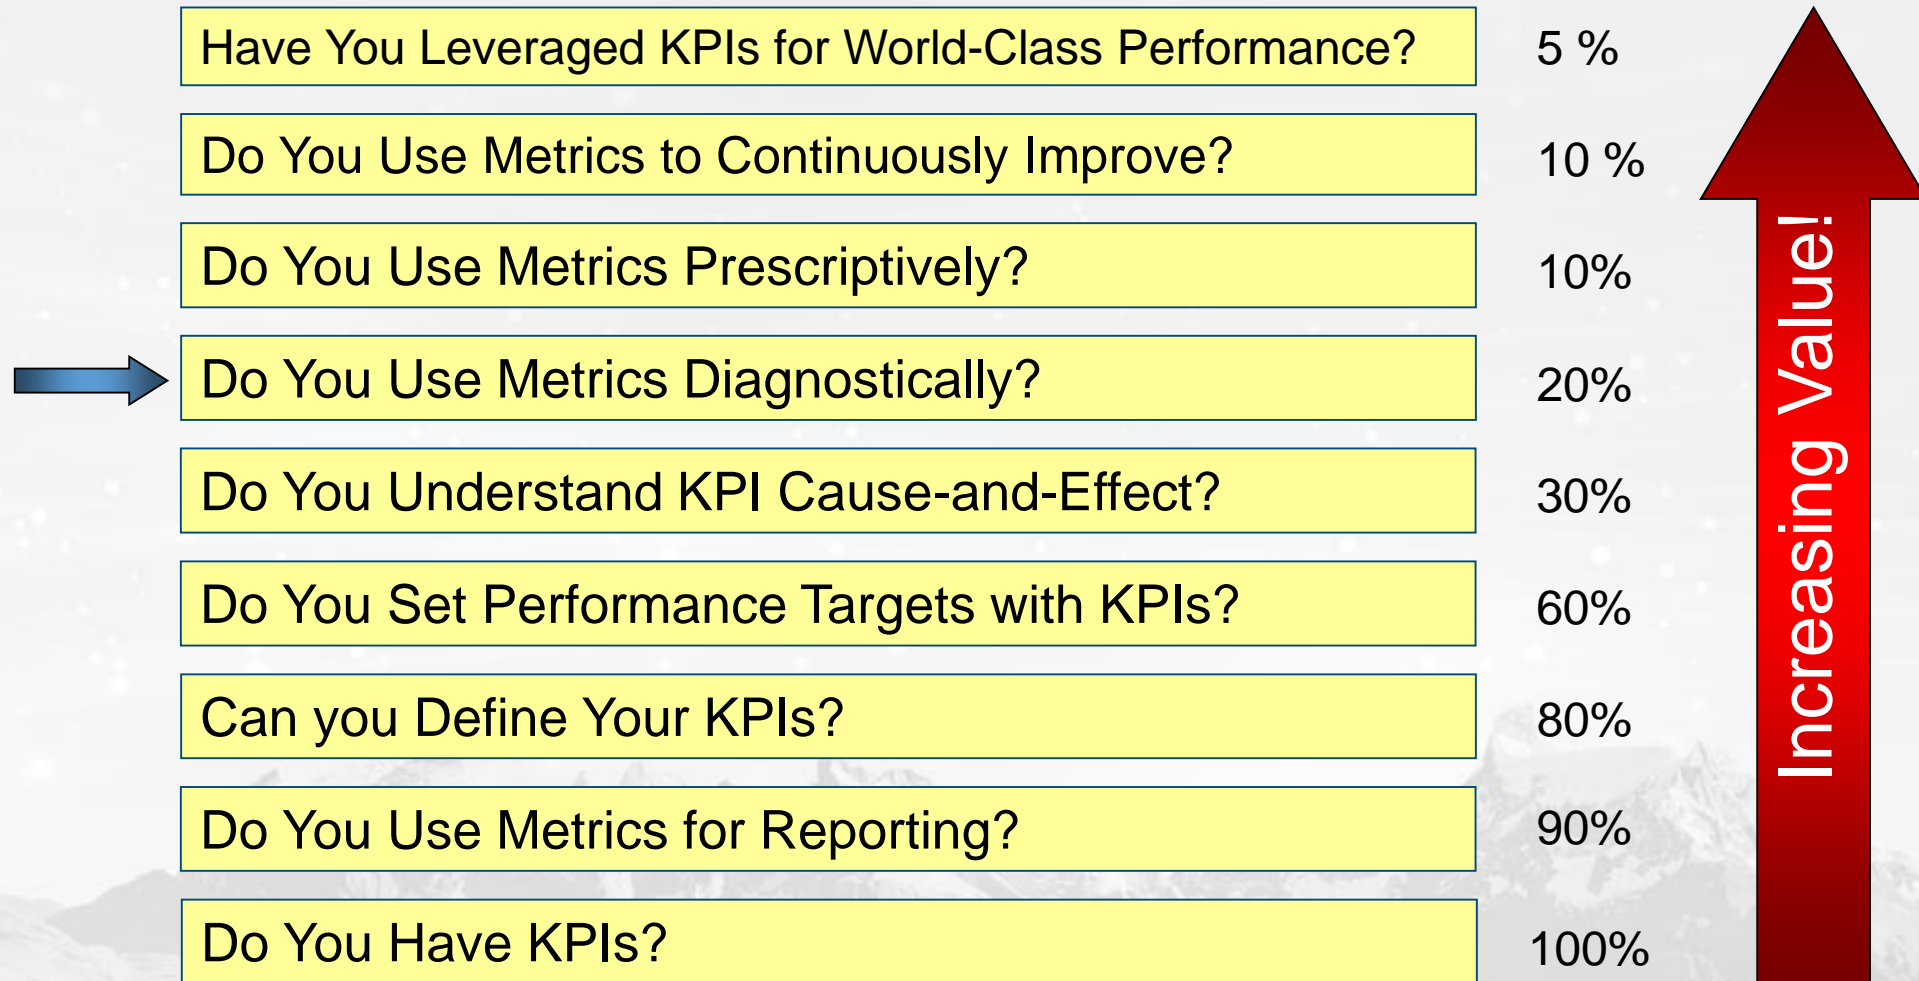 Have You Leveraged KPIs for World-Class Performance? 5 %
Do You Use Metrics to Continuously Improve? 10 %
Do You Use Metrics Prescriptively? 10%
Do You Use Metrics Diagnostically? 20%
Do You Understand KPI Cause-and-Effect? 30%
Do You Set Performance Targets with KPIs? 60%
Can you Define Your KPIs? 80%
Do You Use Metrics for Reporting? 90%
Do You Have KPIs? 100%
Increasing Value!